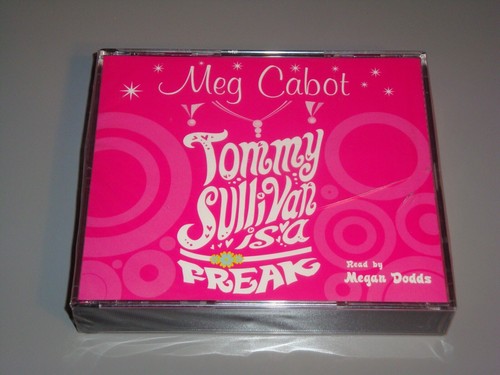 Meg Cabot
Tommy
Sullivan
is a
FREAK
Read by
Megan Dodds